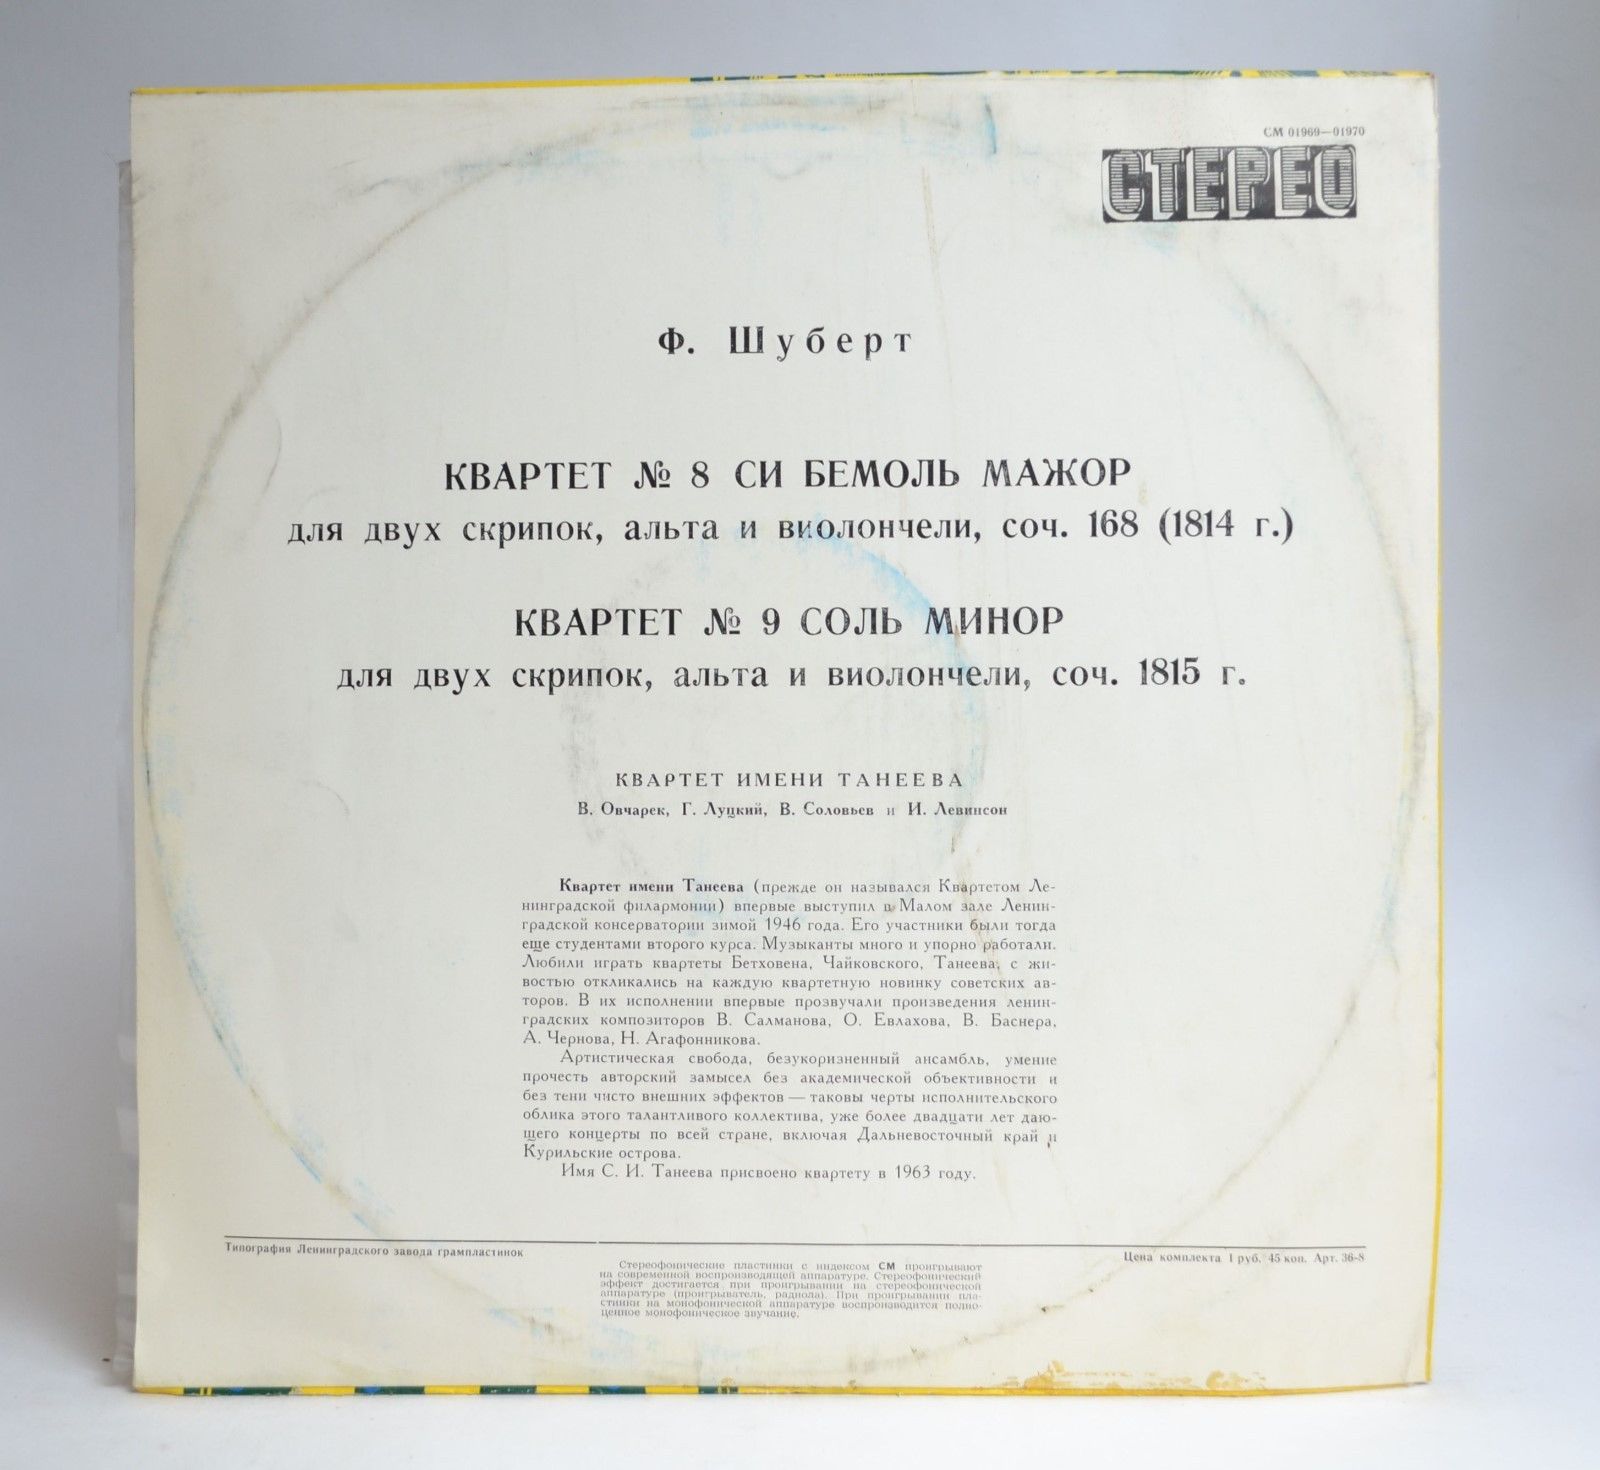 СМ 01969—01970
СТЕРЕО
Ф. Шуберт
КВАРТЕТ № 8 СИ БЕМОЛЬ МАЖОР
для двух скрипок, альта и виолончели, соч. 168 (1814 г.)
КВАРТЕТ № 9 СОЛЬ МИНОР
для двух скрипок, альта и виолончели, соч. 1815 г.
КВАРТЕТ ИМЕНИ ТАНЕЕВА
В. Овчарек, Г. Луцкий, В. Соловьев и И. Левинсон
Квартет имени Танеева (прежде он назывался Квартетом Ле-
нинградской филармонии) впервые выступил в Малом зале Ленин-
градской консерватории зимой 1946 года. Его участники были тогда
еще студентами второго курса. Музыканты много и упорно работали.
Любили играть квартеты Бетховена, Чайковского, Танеева, с жи-
востью откликались на каждую квартетную новинку советских ав-
торов. В их исполнении впервые прозвучали произведения ленин-
градских композиторов В. Салманова, О. Евлахова, В. Баснера,
А. Чернова, Н. Агафонникова.
Артистическая свобода, безукоризненный ансамбль, умение
прочесть авторский замысел без академической объективности и
без тени чисто внешних эффектов — таковы черты исполнительского
облика этого талантливого коллектива, уже более двадцати лет даю-
щего концерты по всей стране, включая Дальневосточный край и
Курильские острова.
Имя С. И. Танеева присвоено квартету в 1963 году.
Типография Ленинградского завода грампластинок
Цена комплекта 1 руб. 45 коп. Арт. 36-8
Стереофонические пластинки с индексом СМ проигрывают
на современной воспроизводящей аппаратуре. Стереофонический
эффект достигается при проигрывании на стереофонической
аппаратуре (проигрыватель, радиола). При проигрывании пла-
стинки на монофонической аппаратуре воспроизводится полно-
ценное монофоническое звучание.